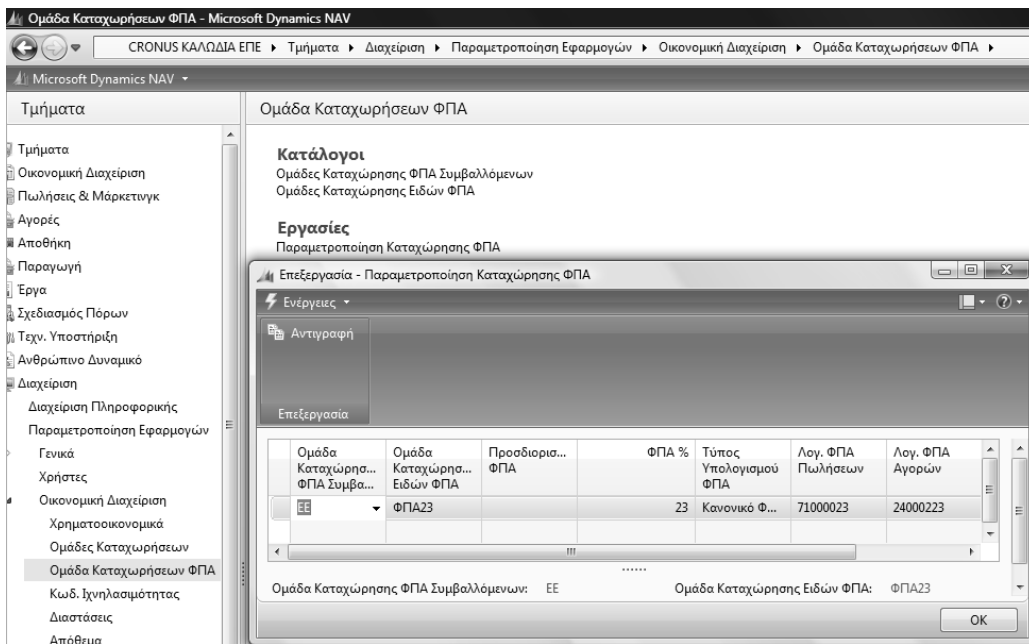 Ομάδα Καταχωρήσεων ΦΠΑ - Microsoft Dynamics NAV
CRONUS ΚΑΛΩΔΙΑ ΕΠΕ ▸ Τμήματα ▸ Διαχείριση ▸ Παραμετροποίηση Εφαρμογών ▸ Οικονομική Διαχείριση ▸ Ομάδα Καταχωρήσεων ΦΠΑ ▸
Microsoft Dynamics NAV
Τμήματα
Τμήματα
Οικονομική Διαχείριση
Πωλήσεις & Μάρκετινγκ
Αγορές
Αποθήκη
Παραγωγή
Έργα
Σχεδιασμός Πόρων
Τεχν. Υποστήριξη
Ανθρώπινο Δυναμικό
Διαχείριση
Διαχείριση Πληροφορικής
Παραμετροποίηση Εφαρμογών
Γενικά
Χρήστες
Οικονομική Διαχείριση
Χρηματοοικονομικά
Ομάδες Καταχωρήσεων
Ομάδα Καταχωρήσεων ΦΠΑ
Κωδ. Ιχνηλασιμότητας
Διαστάσεις
Απόθεμα
Ομάδα Καταχωρήσεων ΦΠΑ
Κατάλογοι
Ομάδες Καταχώρησης ΦΠΑ Συμβαλλόμενων
Ομάδες Καταχώρησης Ειδών ΦΠΑ
Εργασίες
Παραμετροποίηση Καταχώρησης ΦΠΑ
Επεξεργασία - Παραμετροποίηση Καταχώρησης ΦΠΑ
Ενέργειες
Αντιγραφή
Επεξεργασία
Ομάδα Ομάδα Προσδιορισ... ΦΠΑ % Τύπος Λογ. ΦΠΑ Λογ. ΦΠΑ
Καταχώρησ... Καταχώρησ... ΦΠΑ Υπολογισμού Πωλήσεων Αγορών
ΦΠΑ Συμβα... Ειδών ΦΠΑ ΦΠΑ
ΕΕ ΦΠΑ23 23 Κανονικό Φ... 71000023 24000223
Ομάδα Καταχώρησης ΦΠΑ Συμβαλλόμενων: ΕΕ Ομάδα Καταχώρησης Ειδών ΦΠΑ: ΦΠΑ23
OK